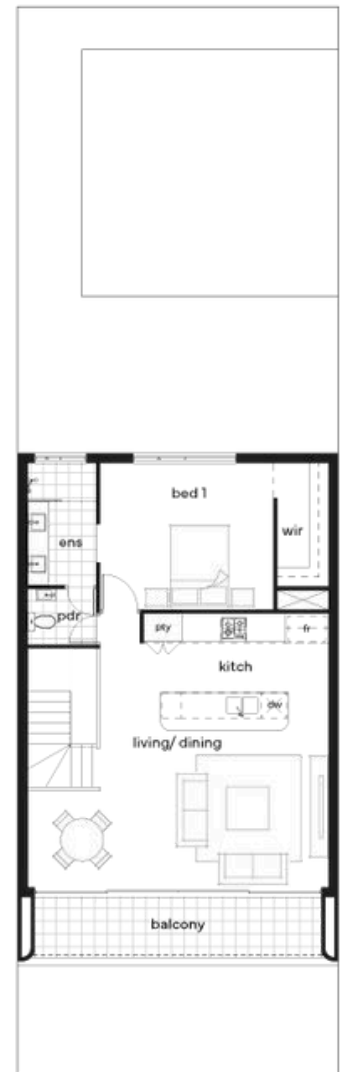 bed 1
wir
ens
pdr
pty
fr
kitch
dw
living/ dining
balcony